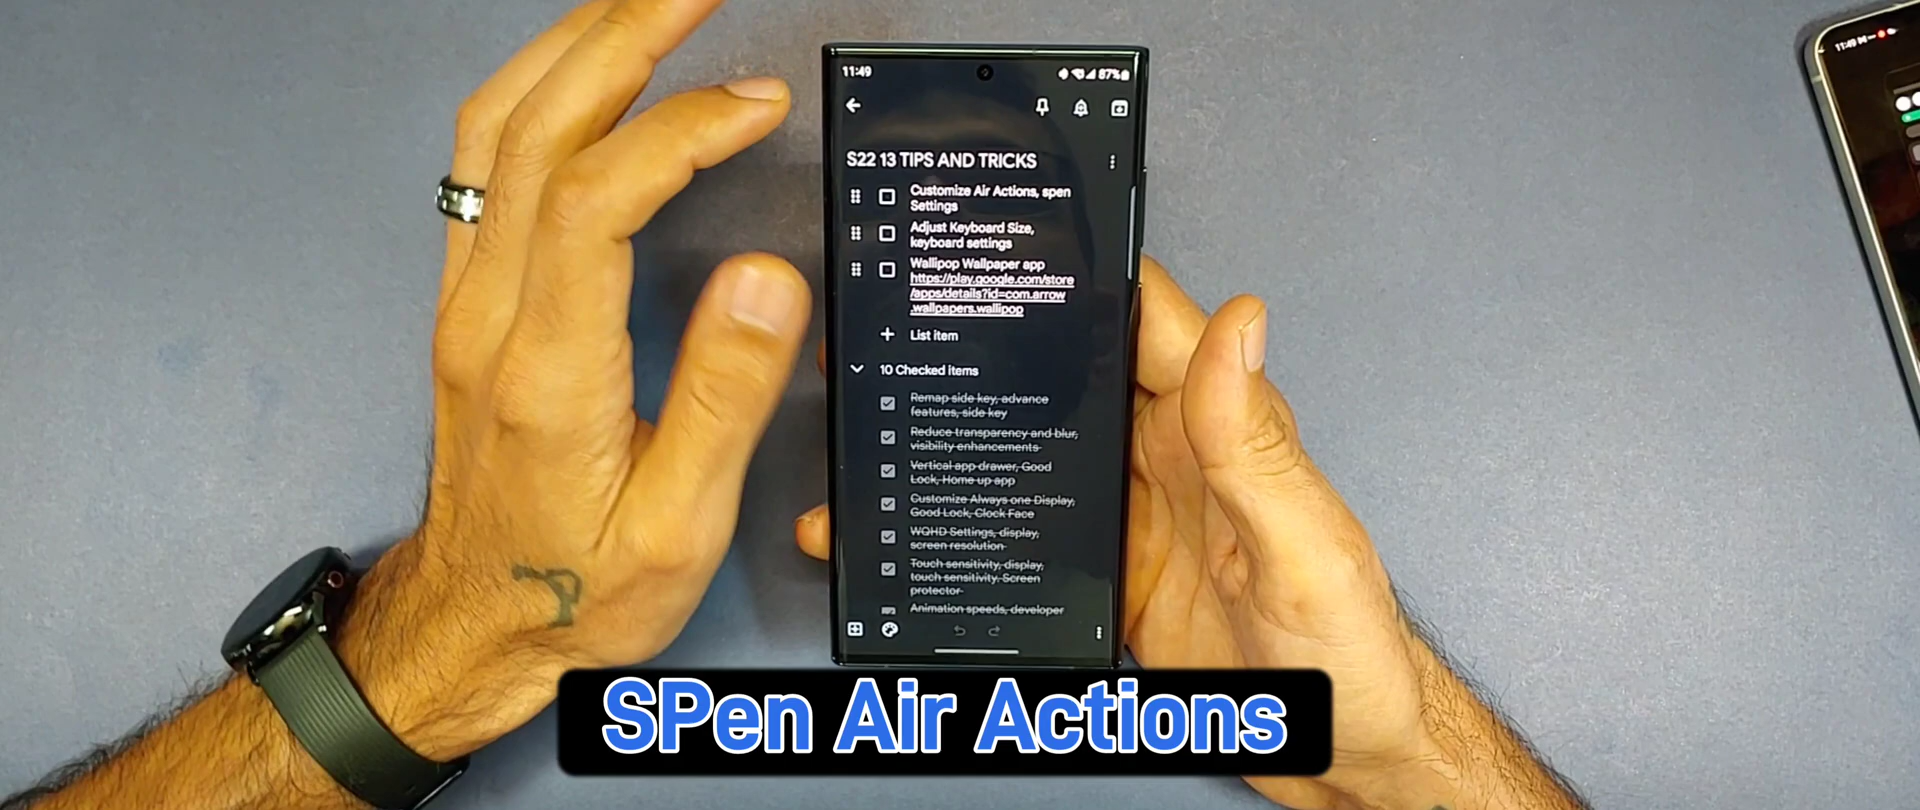 11:49
87%
S22 13 TIPS AND TRICKS
Customize Air Actions, spen
Settings
Adjust Keyboard Size,
keyboard settings
Wallipop Wallpaper app
https://play.google.com/store
/apps/details?id=com.arrow
.wallpapers.wallipop
+ List item
10 Checked items
Remap side key, advance
features, side key
Reduce transparency and blur,
visibility enhancements
Vertical app drawer, Good
Lock, Home up app
Customize Always one Display,
Good Lock, Clock Face
WQHD Settings, display,
screen resolution
Touch sensitivity, display,
touch sensitivity. Screen
protector
Animation speeds, developer
SPen Air Actions
11:49